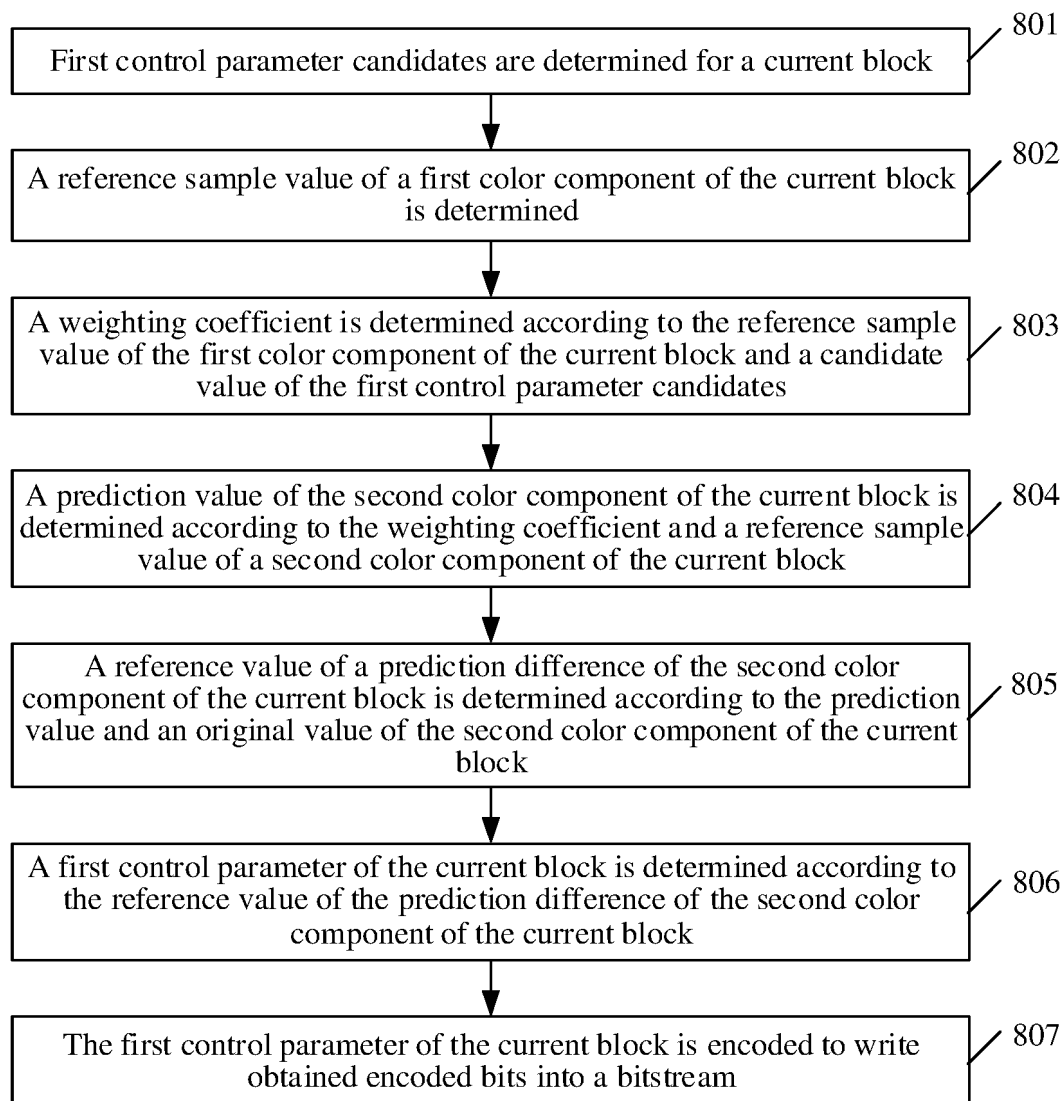 801
First control parameter candidates are determined for a current block
802
A reference sample value of a first color component of the current block
is determined
803
A weighting coefficient is determined according to the reference sample
value of the first color component of the current block and a candidate
value of the first control parameter candidates
804
A prediction value of the second color component of the current block is
determined according to the weighting coefficient and a reference sample
value of a second color component of the current block
805
A reference value of a prediction difference of the second color
component of the current block is determined according to the prediction
value and an original value of the second color component of the current
block
806
A first control parameter of the current block is determined according to
the reference value of the prediction difference of the second color
component of the current block
807
The first control parameter of the current block is encoded to write
obtained encoded bits into a bitstream